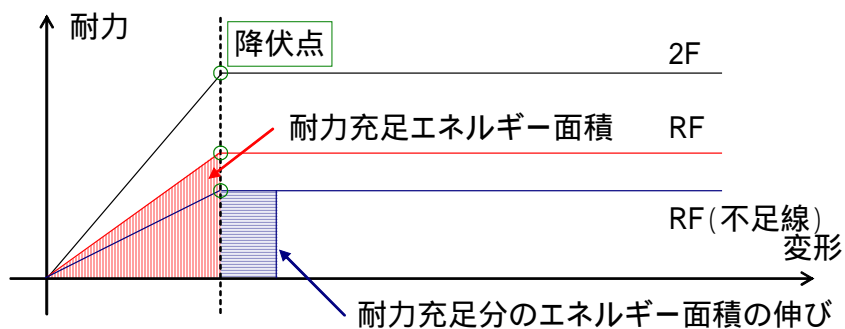 耐力
降伏点
2F
耐力充足エネルギー面積
RF
RF(不足線)
変形
耐力充足分のエネルギー面積の伸び